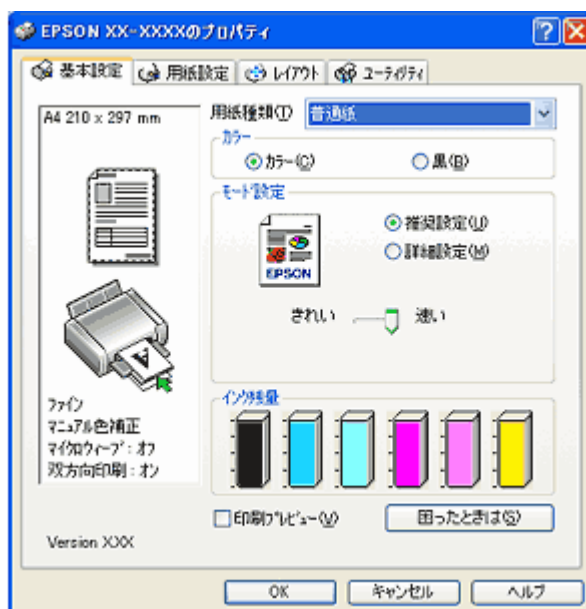 EPSON XX-XXXXのプロパティ
基本設定 用紙設定 レイアウト ユーティリティ
A4 210 x 297 mm
用紙種類(T) 普通紙
カラー
カラー(C) 黒(B)
モード設定
推奨設定(U)
詳細設定(M)
EPSON
きれい 速い
ファイン
マニュアル色補正
マイクロウィーブ : オフ
双方向印刷 : オン
インク残量
印刷プレビュー(V) 困ったときは(S)
Version XXX
OK キャンセル ヘルプ